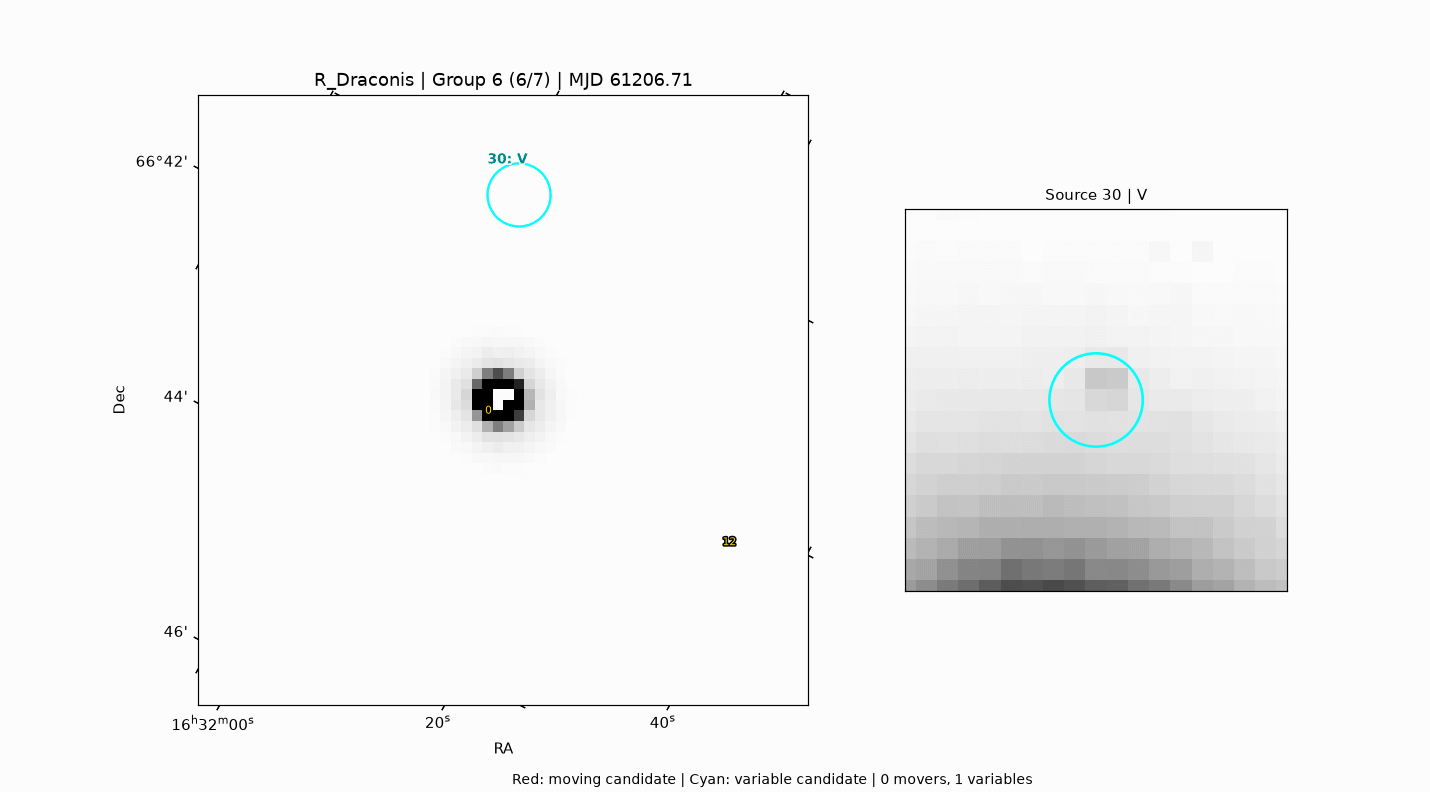 R_Draconis | Group 6 (6/7) | MJD 61206.71
30: V
66°42'
44'
46'
Dec
0
12
16ʰ32ᵐ00ˢ
20ˢ
40ˢ
RA
Source 30 | V
Red: moving candidate | Cyan: variable candidate | 0 movers, 1 variables